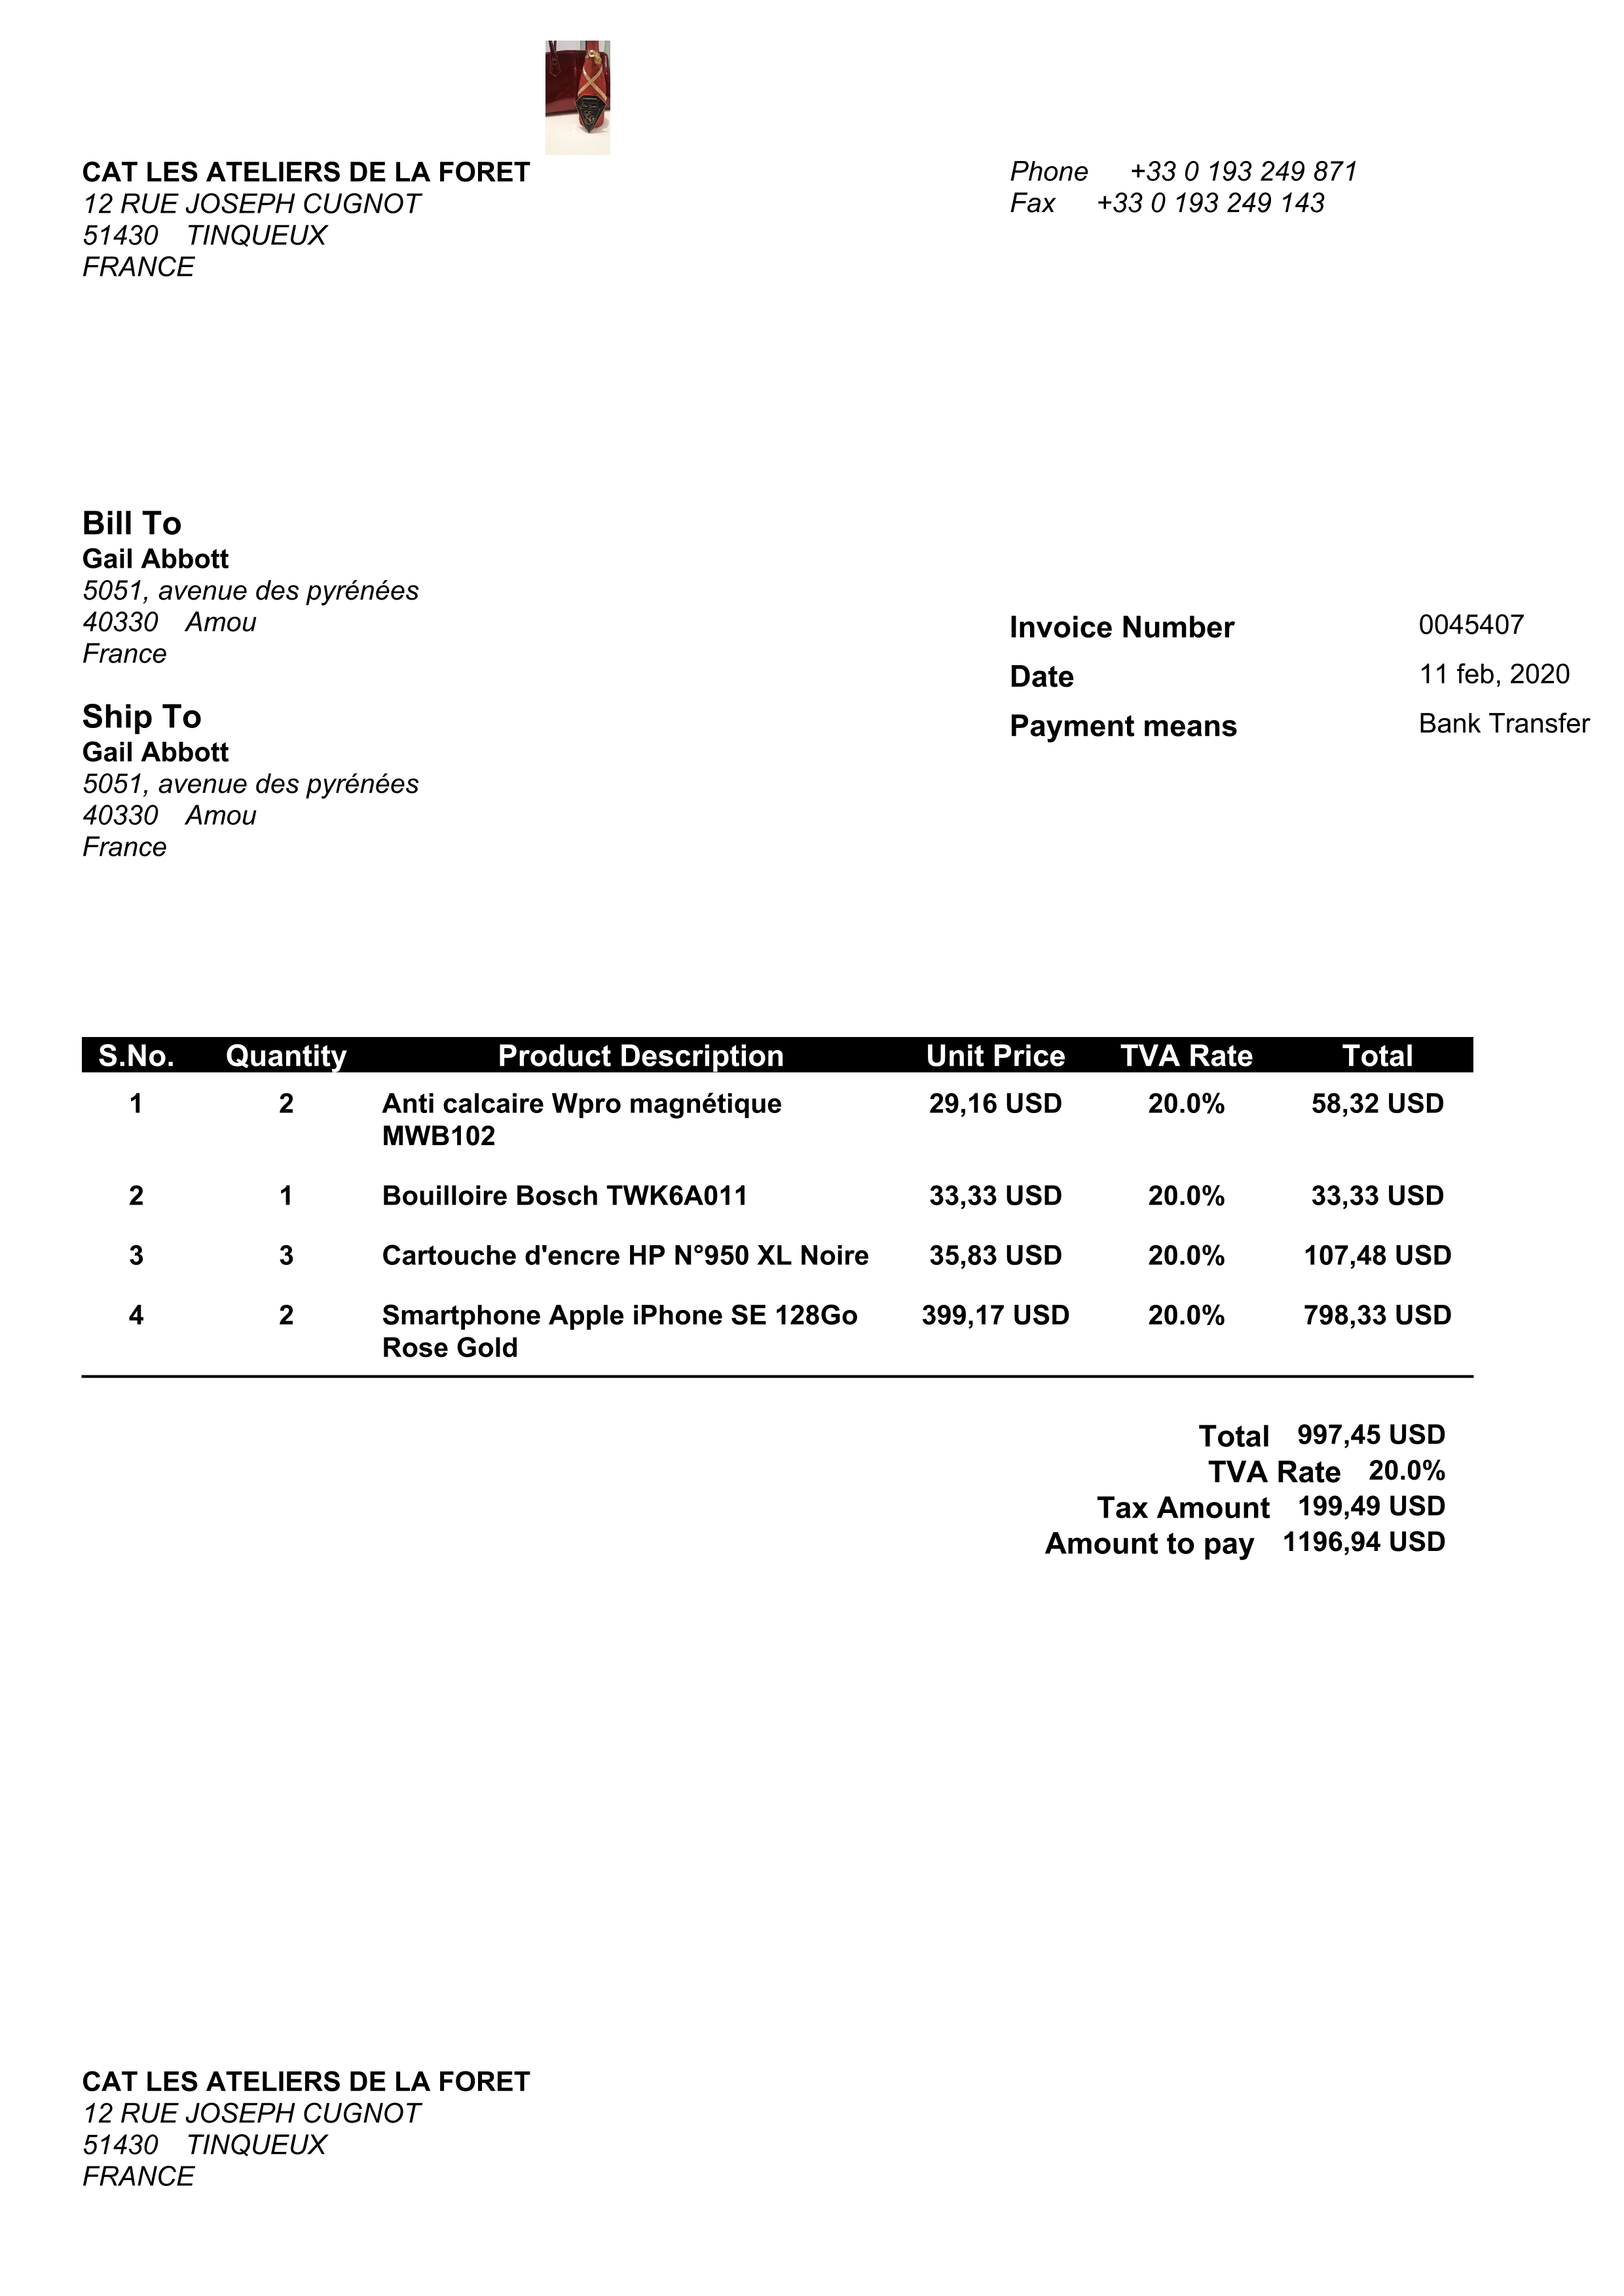 CAT LES ATELIERS DE LA FORET
12 RUE JOSEPH CUGNOT
51430 TINQUEUX
FRANCE
Phone +33 0 193 249 871
Fax +33 0 193 249 143
Bill To
Gail Abbott
5051, avenue des pyrénées
40330 Amou
France
Ship To
Gail Abbott
5051, avenue des pyrénées
40330 Amou
France
Invoice Number 0045407
Date 11 feb, 2020
Payment means Bank Transfer
S.No. Quantity Product Description Unit Price TVA Rate Total
1 2 Anti calcaire Wpro magnétique 29,16 USD 20.0% 58,32 USD
MWB102
2 1 Bouilloire Bosch TWK6A011 33,33 USD 20.0% 33,33 USD
3 3 Cartouche d'encre HP N°950 XL Noire 35,83 USD 20.0% 107,48 USD
4 2 Smartphone Apple iPhone SE 128Go 399,17 USD 20.0% 798,33 USD
Rose Gold
Total 997,45 USD
TVA Rate 20.0%
Tax Amount 199,49 USD
Amount to pay 1196,94 USD
CAT LES ATELIERS DE LA FORET
12 RUE JOSEPH CUGNOT
51430 TINQUEUX
FRANCE